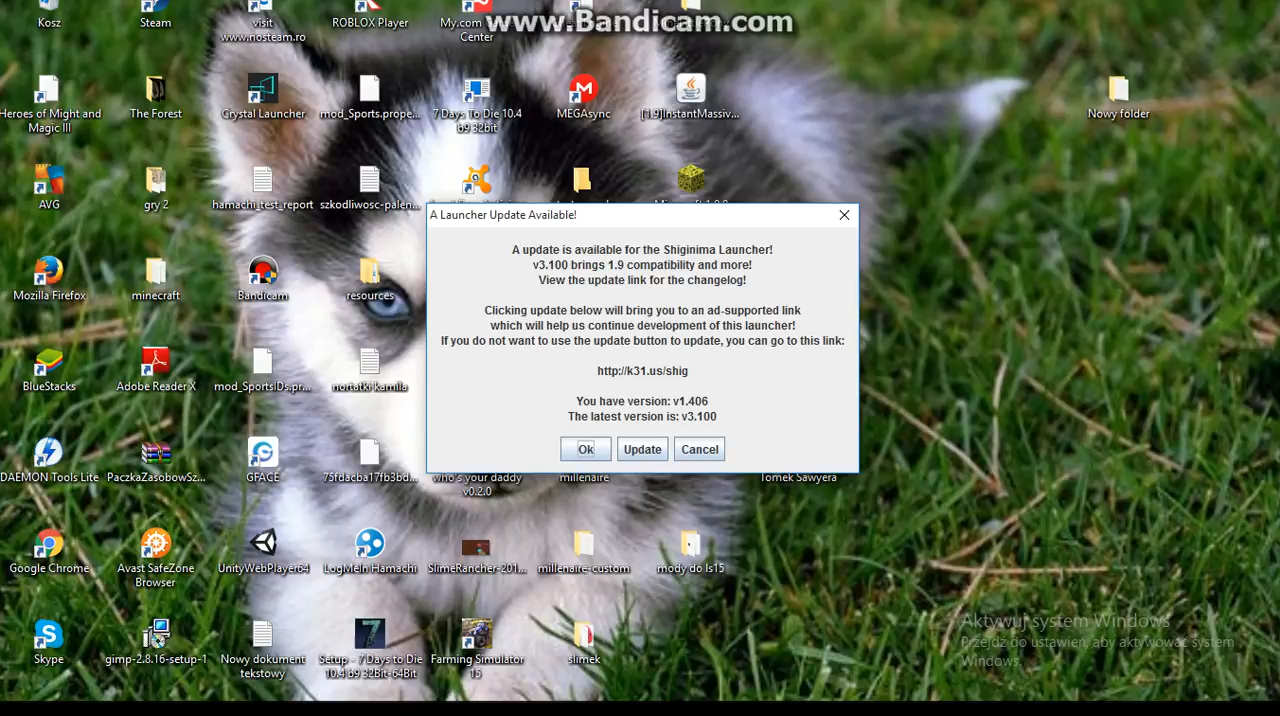 www.Bandicam.com
Kosz
Steam
visit
www.nosteam.ro
ROBLOX Player
My.com
Center
Heroes of Might and
Magic III
The Forest
Crystal Launcher
mod_Sports.prope...
7 Days To Die 10.4
b9 32bit
MEGAsync
[1.9]InstantMassiv...
Nowy folder
AVG
gry 2
hamachi_test_report
szkodliwosc-palen...
A Launcher Update Available!
A update is available for the Shiginima Launcher!
v3.100 brings 1.9 compatibility and more!
View the update link for the changelog!
Clicking update below will bring you to an ad-supported link
which will help us continue development of this launcher!
If you do not want to use the update button to update, you can go to this link:
http://k31.us/shig
You have version: v1.406
The latest version is: v3.100
Ok
Update
Cancel
Mozilla Firefox
minecraft
Bandicam
resources
BlueStacks
Adobe Reader X
mod_SportsIDs.pr...
nortatki kamila
DAEMON Tools Lite
PaczkaZasobowSz...
GFACE
75fdacba17fb3bd...
who's your daddy
v0.2.0
millenaire
Tomek Sawyera
Google Chrome
Avast SafeZone
Browser
UnityWebPlayer64
LogMeIn Hamachi
SlimeRancher-201...
millenaire-custom
mody do ls15
Skype
gimp-2.8.16-setup-1
Nowy dokument
tekstowy
Setup - 7 Days to Die
10.4 b9 32Bit-64Bit
Farming Simulator
15
slimek
Aktywuj system Windows
Przejdź do ustawień, aby aktywować system
Windows.